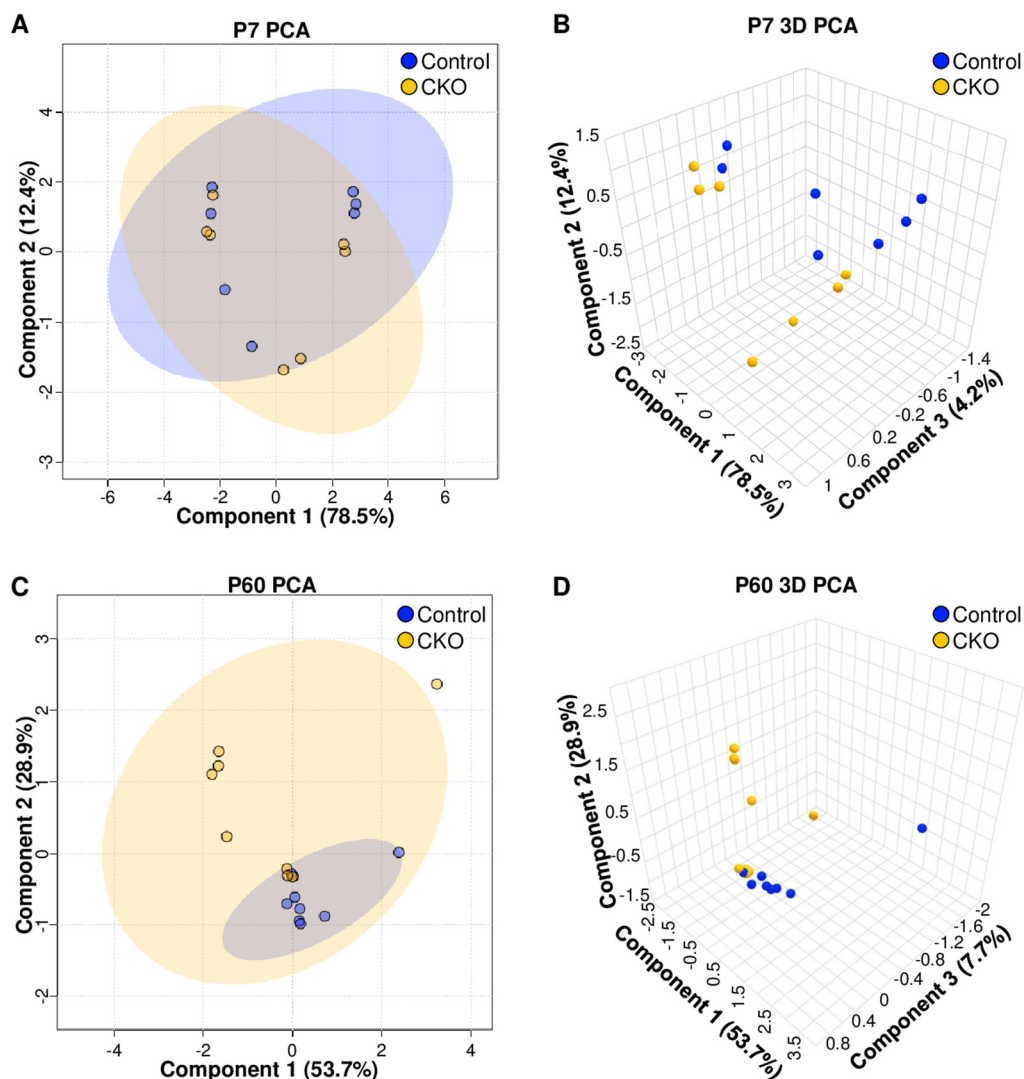 A
P7 PCA
Control
CKO
4
2
0
-1
-2
-3
Component 2 (12.4%)
-6
-4
-2
0
2
4
6
Component 1 (78.5%)
B
P7 3D PCA
Control
CKO
1.5
0.5
-0.5
-1.5
-2.5
Component 2 (12.4%)
-3
-2
-1
0
1
2
3
Component 1 (78.5%)
-1.4
-1
-0.6
-0.2
0.2
0.6
1
Component 3 (4.2%)
C
P60 PCA
Control
CKO
3
2
1
0
-1
-2
Component 2 (28.9%)
-4
-2
0
2
4
Component 1 (53.7%)
D
P60 3D PCA
Control
CKO
2.5
1.5
0.5
-0.5
-1.5
Component 2 (28.9%)
-2.5
-1.5
-0.5
0.5
1.5
2.5
3.5
Component 1 (53.7%)
-2
-1.6
-1.2
-0.8
-0.4
0
0.4
0.8
Component 3 (7.7%)